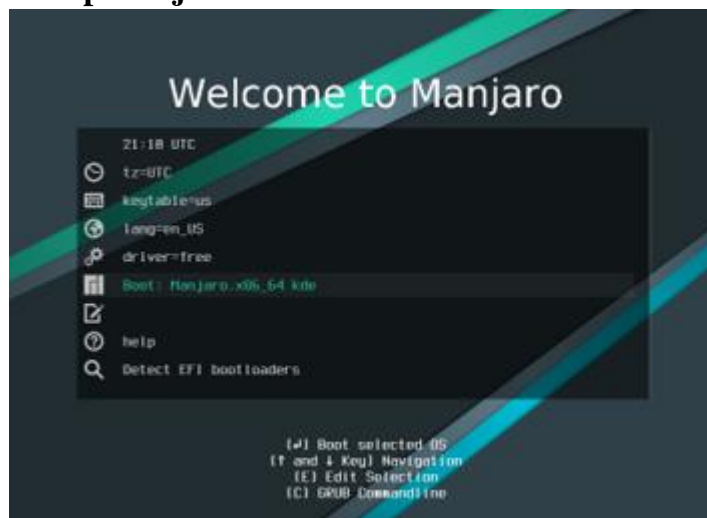 Welcome to Manjaro
21:18 UTC
tz=UTC
keytable=us
lang=en_US
driver=free
Boot: Manjaro.x86_64 kde
help
Detect EFI bootloaders
[↲] Boot selected OS
[↑ and ↓ Key] Navigation
[E] Edit Selection
[C] GRUB Commandline